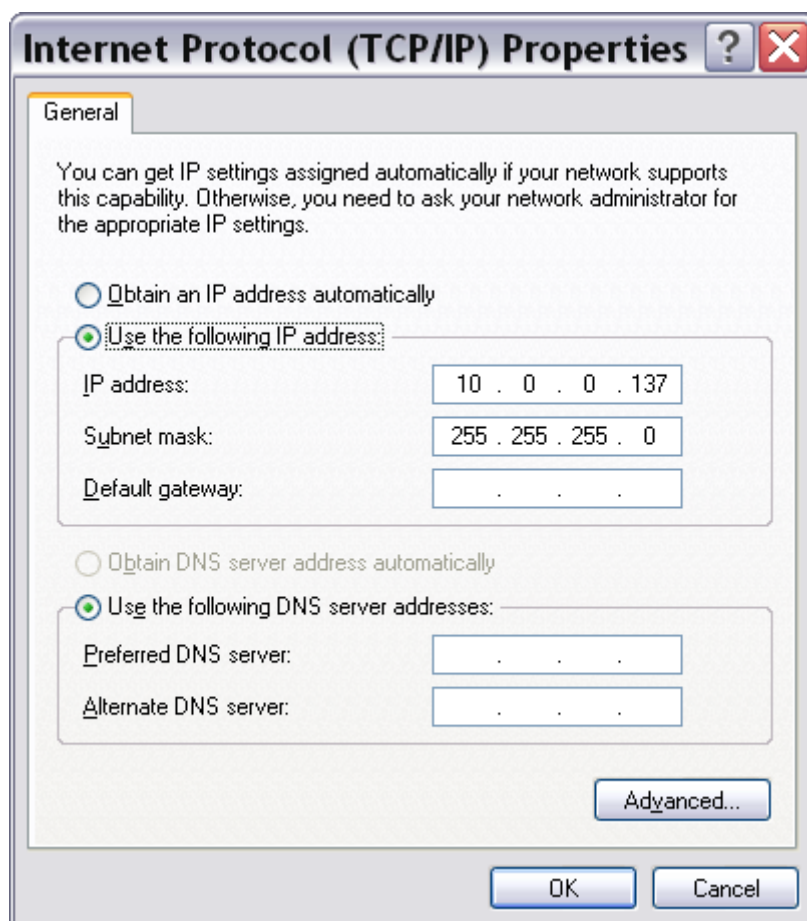 Internet Protocol (TCP/IP) Properties ?
General
You can get IP settings assigned automatically if your network supports
this capability. Otherwise, you need to ask your network administrator for
the appropriate IP settings.
Obtain an IP address automatically
Use the following IP address:
IP address: 10 . 0 . 0 . 137
Subnet mask: 255 . 255 . 255 . 0
Default gateway: . . .
Obtain DNS server address automatically
Use the following DNS server addresses:
Preferred DNS server: . . .
Alternate DNS server: . . .
Advanced...
OK Cancel